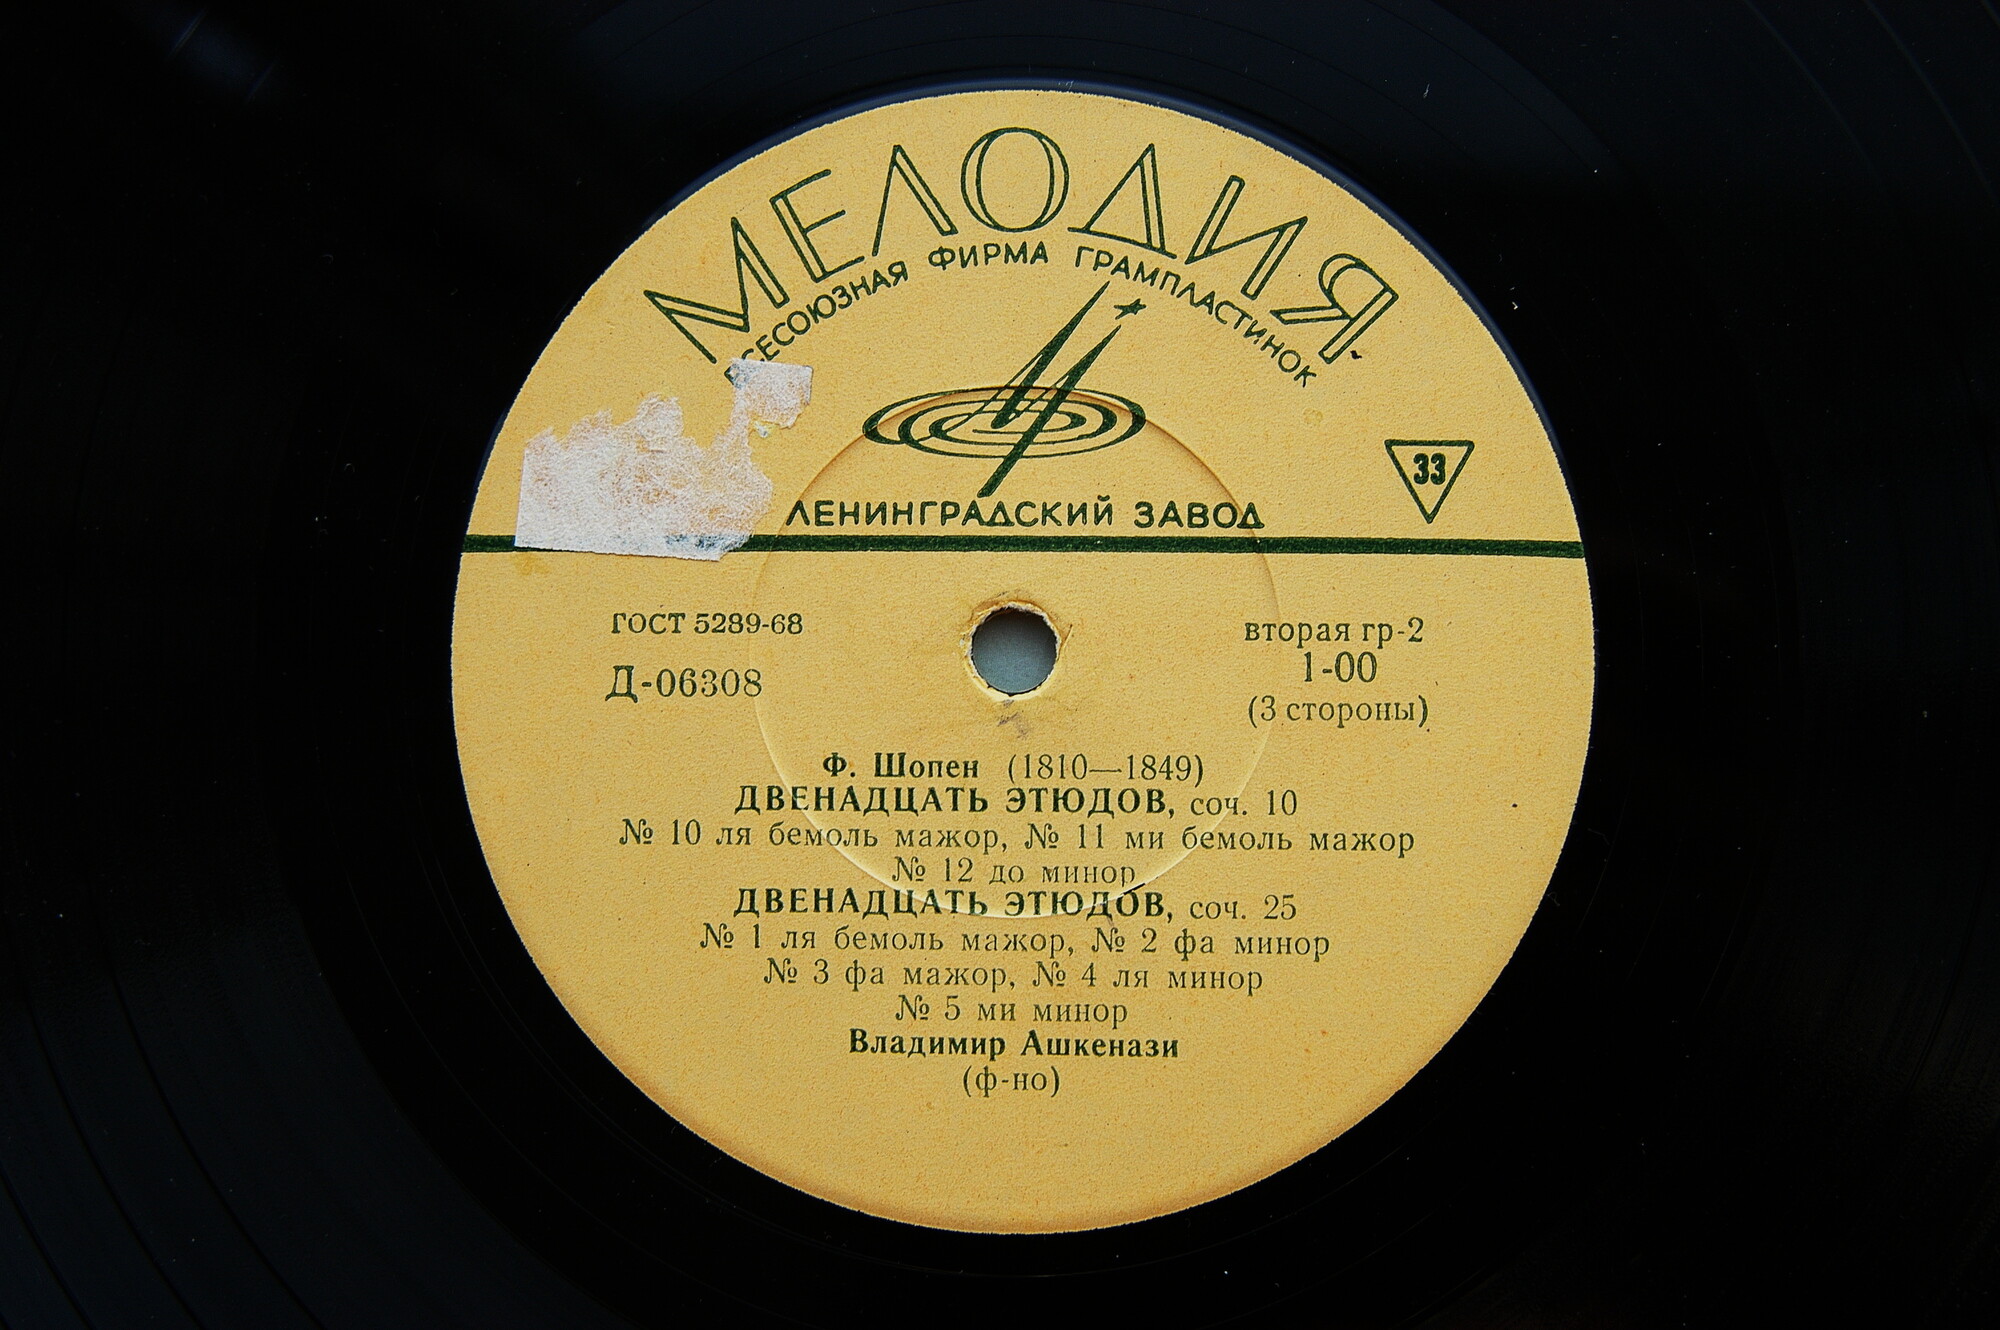 МЕЛОДИЯ
ВСЕСОЮЗНАЯ ФИРМА ГРАМПЛАСТИНОК
33
ЛЕНИНГРАДСКИЙ ЗАВОД
ГОСТ 5289-68
Д-06308
вторая гр-2
1-00
(3 стороны)
Ф. Шопен (1810—1849)
ДВЕНАДЦАТЬ ЭТЮДОВ, соч. 10
№ 10 ля бемоль мажор, № 11 ми бемоль мажор
№ 12 до минор
ДВЕНАДЦАТЬ ЭТЮДОВ, соч. 25
№ 1 ля бемоль мажор, № 2 фа минор
№ 3 фа мажор, № 4 ля минор
№ 5 ми минор
Владимир Ашкенази
(ф-но)